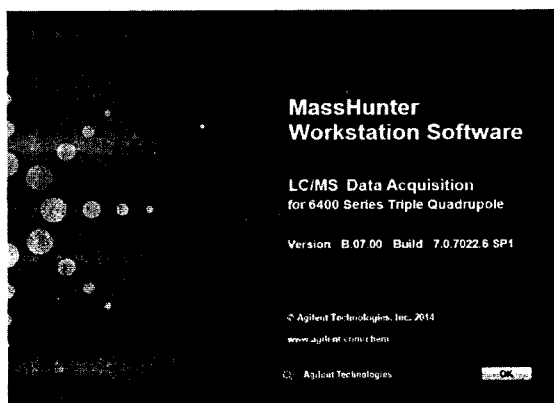 MassHunter
Workstation Software
LC/MS Data Acquisition
for 6400 Series Triple Quadrupole
Version B.07.00 Build 7.0.7022.6 SP1
© Agilent Technologies, Inc. 2014
www.agilent.com/chem
Agilent Technologies
OK